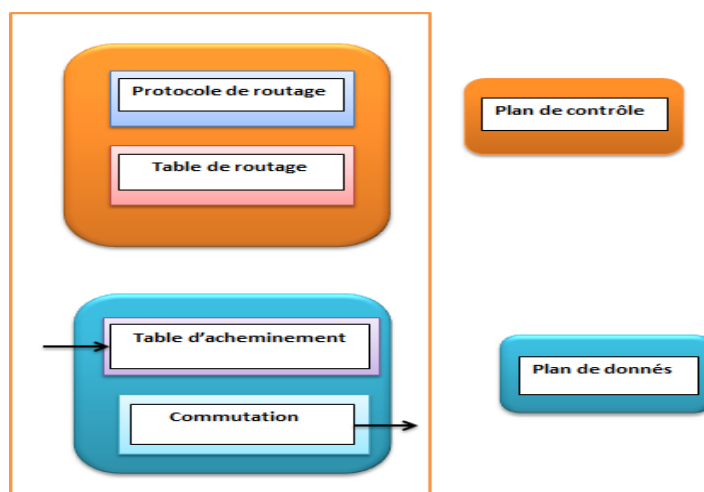 Protocole de routage
Plan de contrôle
Table de routage
Table d'acheminement
Plan de donnés
Commutation